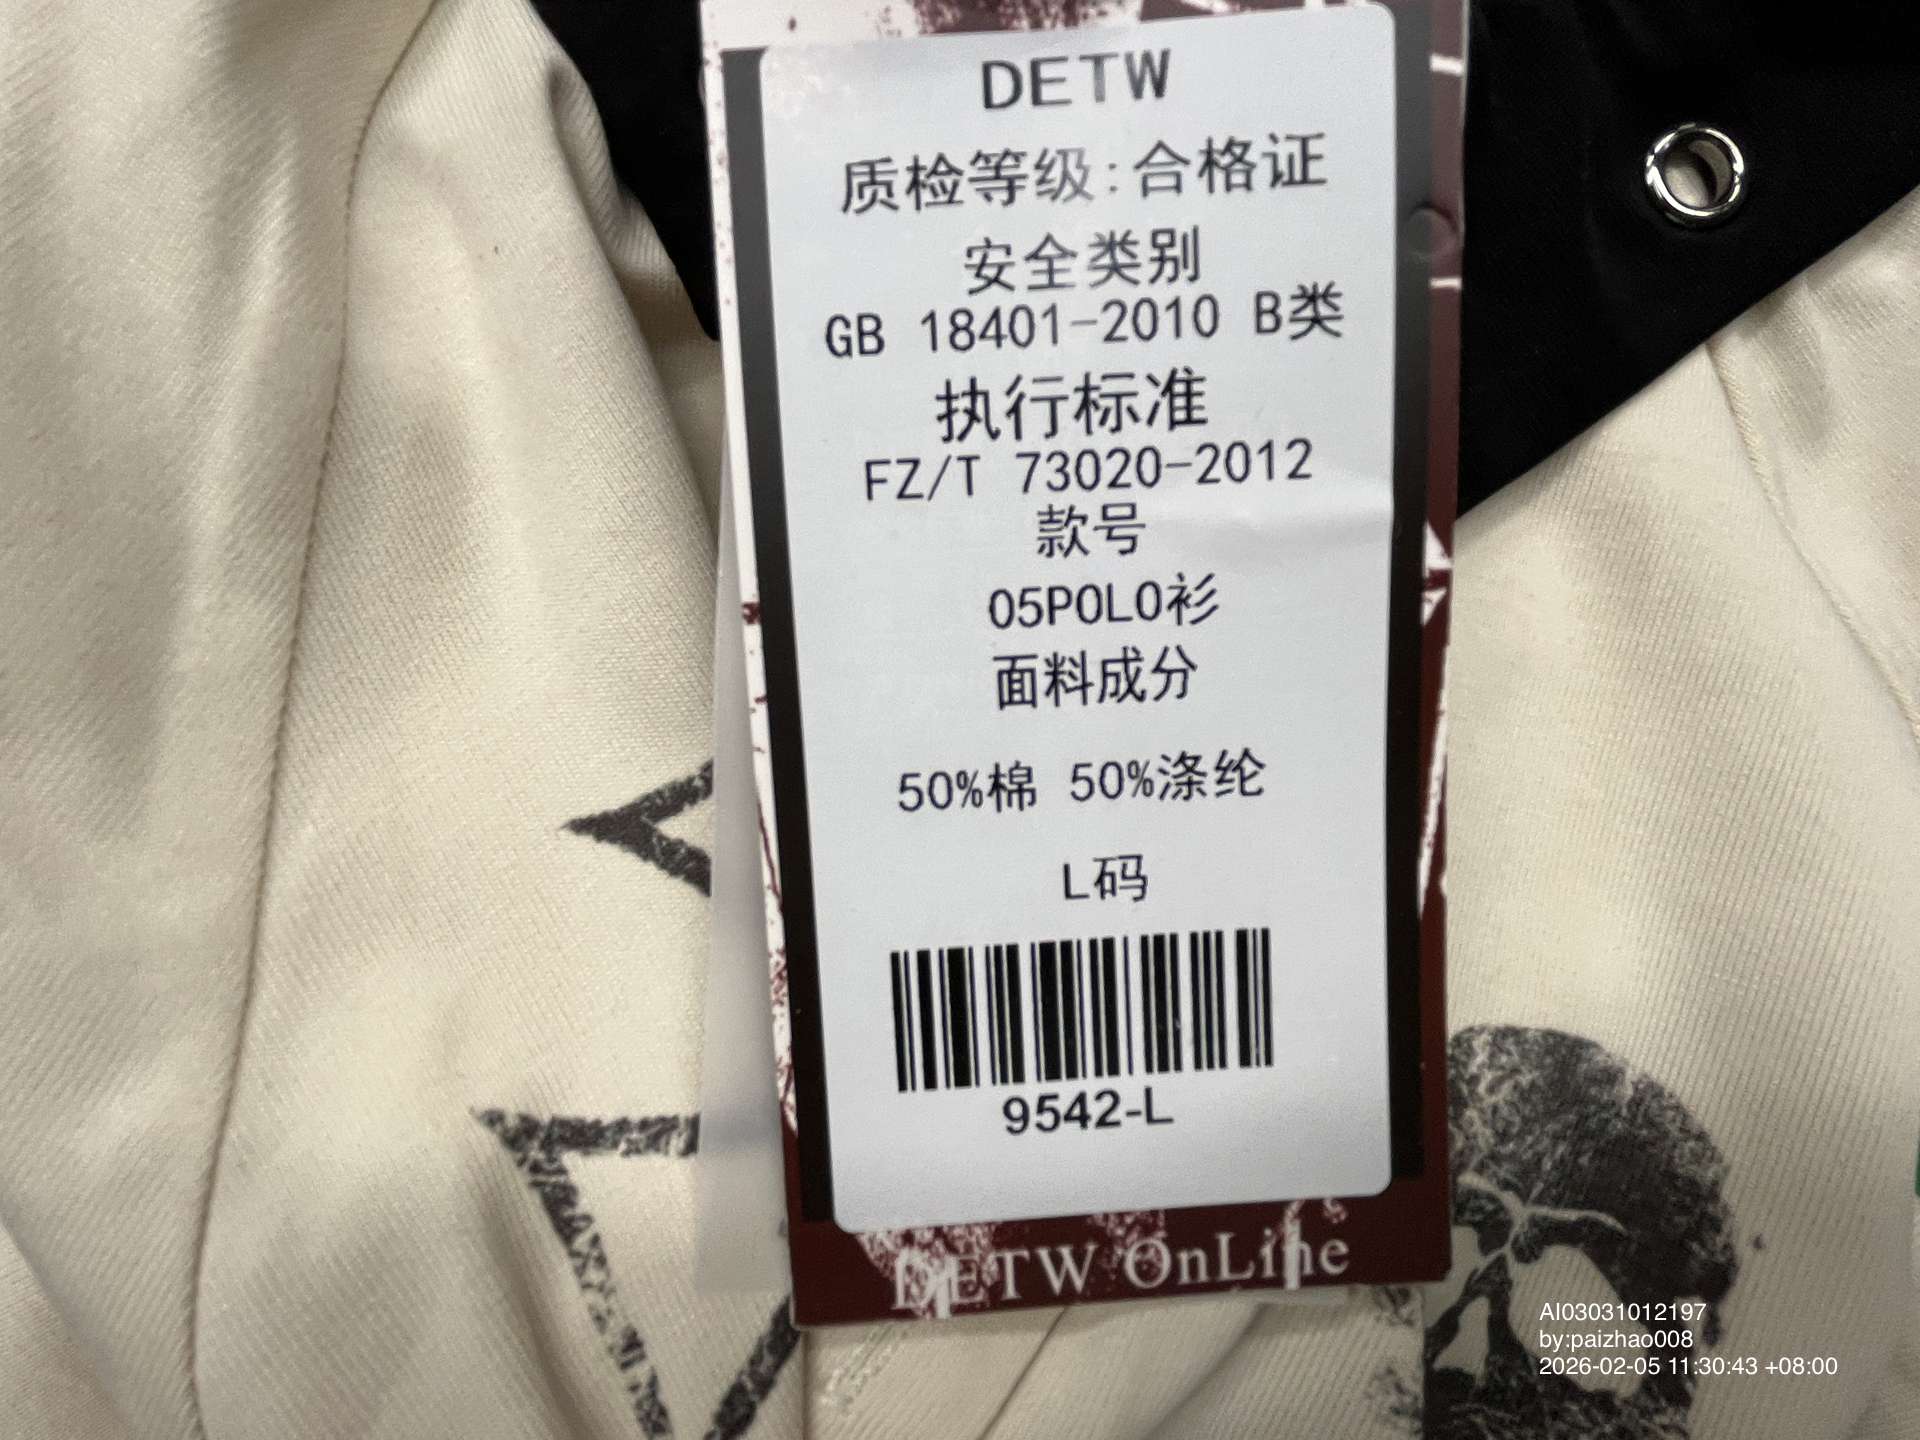 DETW
质检等级:合格证
安全类别
GB 18401-2010 B类
执行标准
FZ/T 73020-2012
款号
05POLO衫
面料成分
50%棉 50%涤纶
L码
9542-L
DETW OnLine
AI03031012197
by:paizhao008
2026-02-05 11:30:43 +08:00